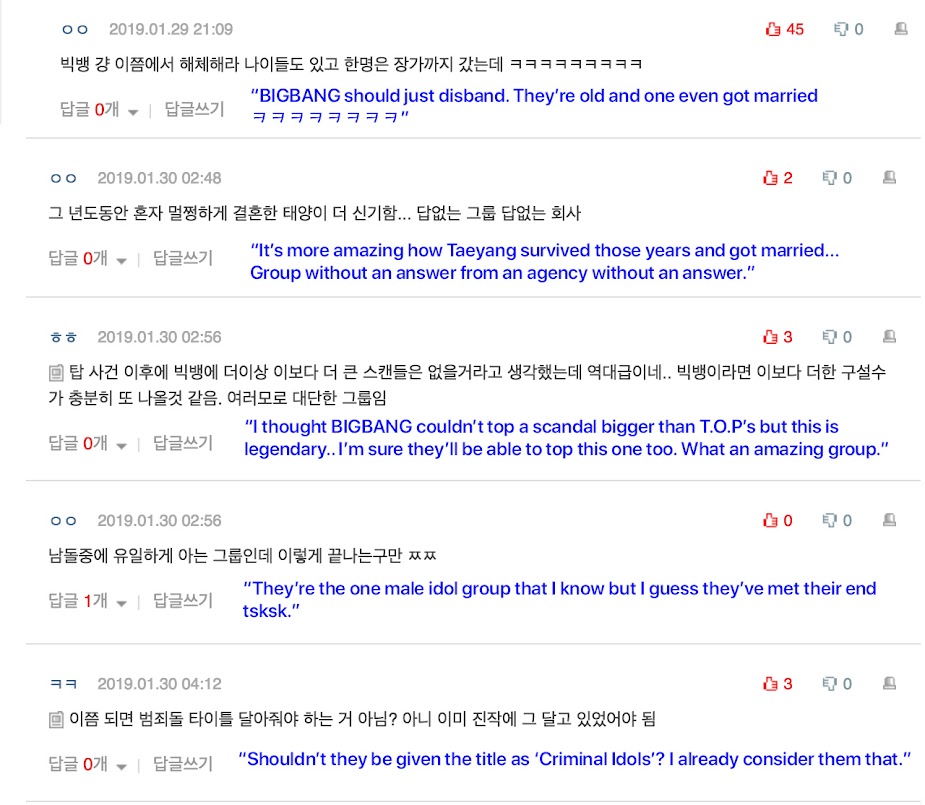 ㅇㅇ 2019.01.29 21:09 45 0
빅뱅 걍 이쯤에서 해체해라 나이들도 있고 한명은 장가까지 갔는데 ㅋㅋㅋㅋㅋㅋㅋㅋㅋ
답글 0개 | 답글쓰기
“BIGBANG should just disband. They’re old and one even got married
ㅋㅋㅋㅋㅋㅋㅋㅋ”
ㅇㅇ 2019.01.30 02:48 2 0
그 년도동안 혼자 멀쩡하게 결혼한 태양이 더 신기함... 답없는 그룹 답없는 회사
답글 0개 | 답글쓰기
“It’s more amazing how Taeyang survived those years and got married...
Group without an answer from an agency without an answer.”
ㅎㅎ 2019.01.30 02:56 3 0
탑 사건 이후에 빅뱅에 더이상 이보다 더 큰 스캔들은 없을거라고 생각했는데 역대급이네.. 빅뱅이라면 이보다 더한 구설수
가 충분히 또 나올것 같음. 여러모로 대단한 그룹임
답글 0개 | 답글쓰기
“I thought BIGBANG couldn’t top a scandal bigger than T.O.P’s but this is
legendary.. I’m sure they’ll be able to top this one too. What an amazing group.”
ㅇㅇ 2019.01.30 02:56 0 0
남돌중에 유일하게 아는 그룹인데 이렇게 끝나는구만 ㅉㅉ
답글 1개 | 답글쓰기
“They’re the one male idol group that I know but I guess they’ve met their end
tsksk.”
ㅋㅋ 2019.01.30 04:12 3 0
이쯤 되면 범죄돌 타이틀 달아줘야 하는 거 아님? 아니 이미 진작에 그 달고 있었어야 됨
답글 0개 | 답글쓰기
“Shouldn’t they be given the title as ‘Criminal Idols’? I already consider them that.”